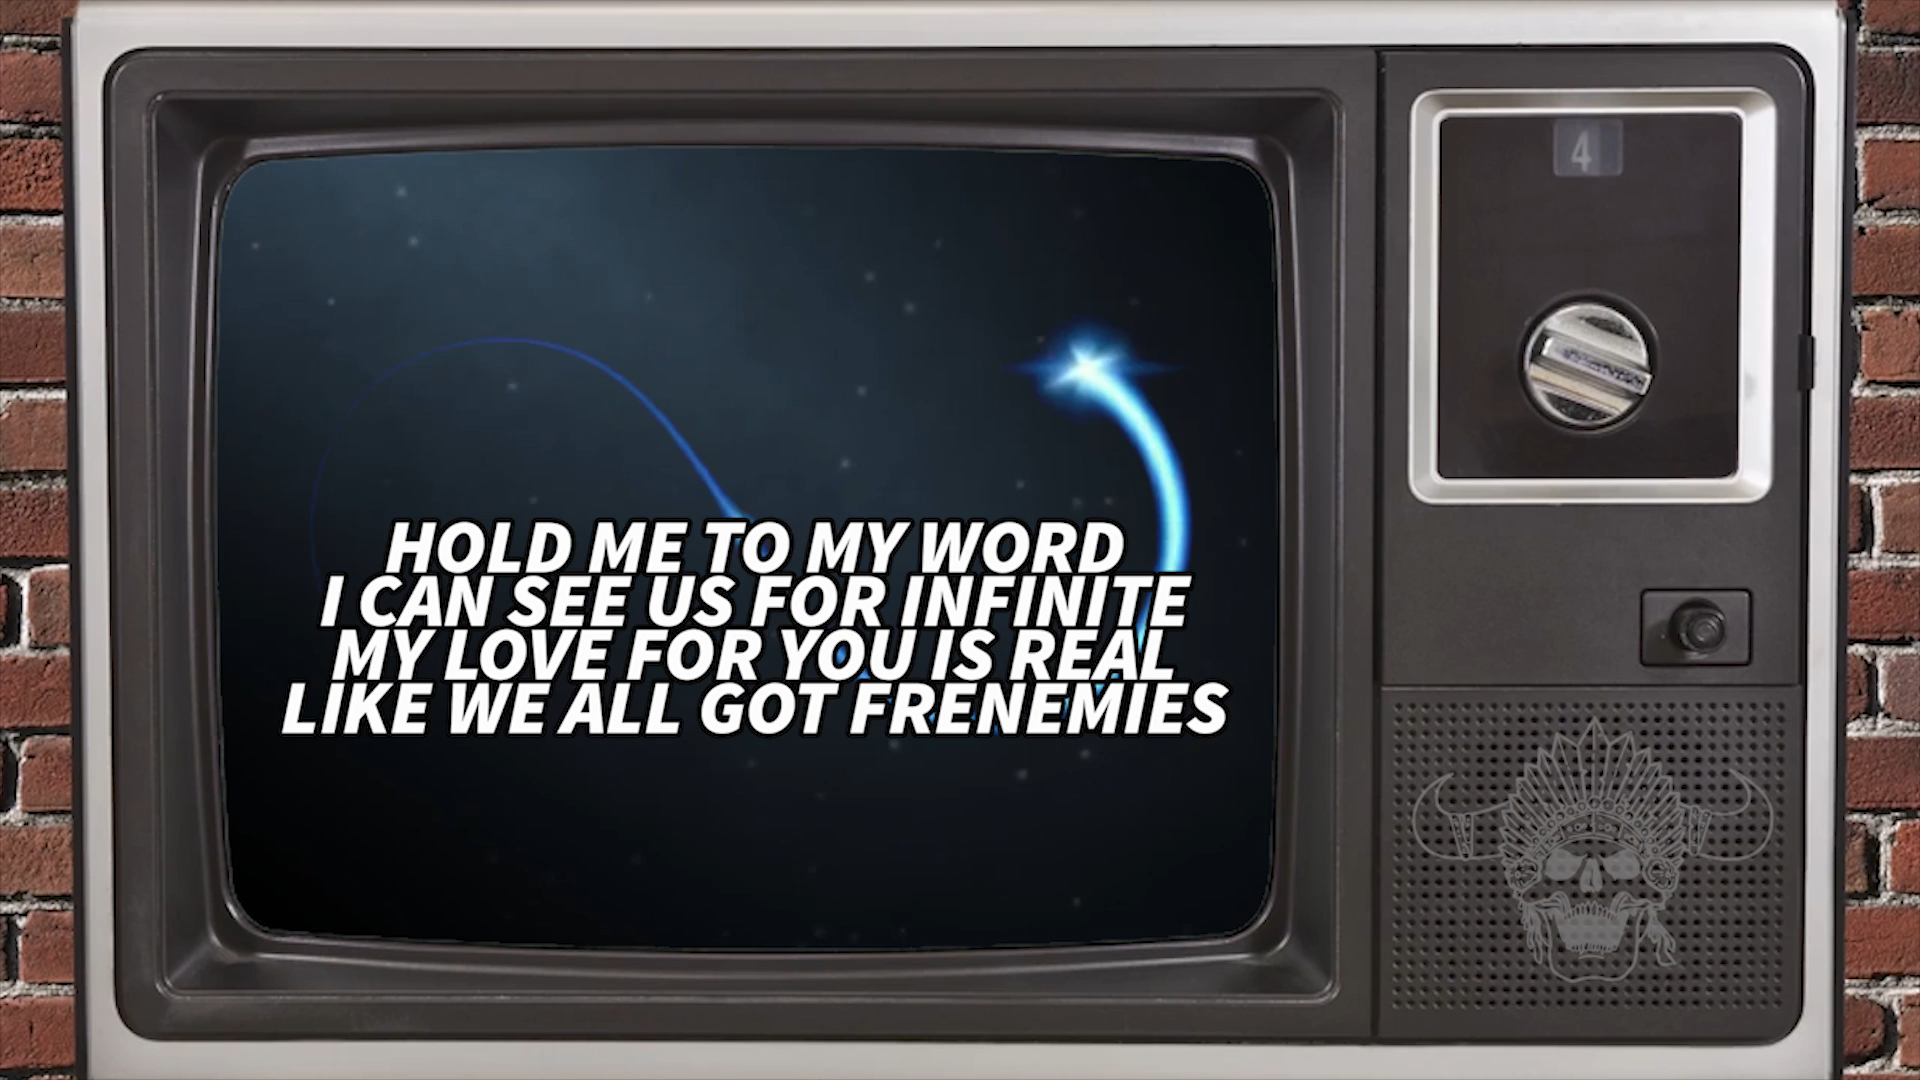 4
HOLD ME TO MY WORD
I CAN SEE US FOR INFINITE
MY LOVE FOR YOU IS REAL
LIKE WE ALL GOT FRENEMIES